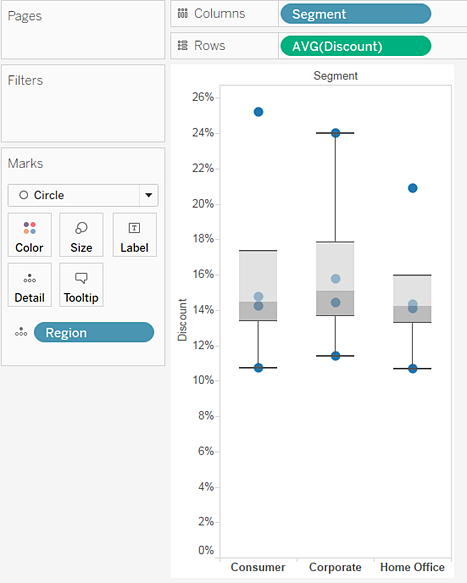 Pages
Columns
Segment
Rows
AVG(Discount)
Filters
Marks
Circle
Color
Size
Label
Detail
Tooltip
Region
Segment
26%
24%
22%
20%
18%
16%
14%
12%
10%
8%
6%
4%
2%
0%
Discount
Consumer Corporate Home Office